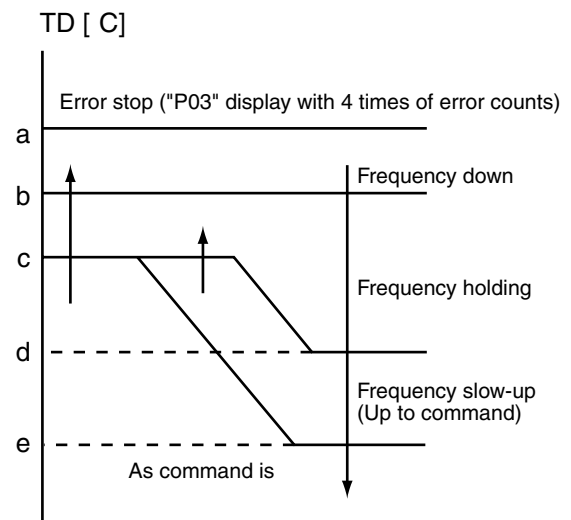 TD [ C]
Error stop ("P03" display with 4 times of error counts)
a
Frequency down
b
c
Frequency holding
d
Frequency slow-up
(Up to command)
e
As command is